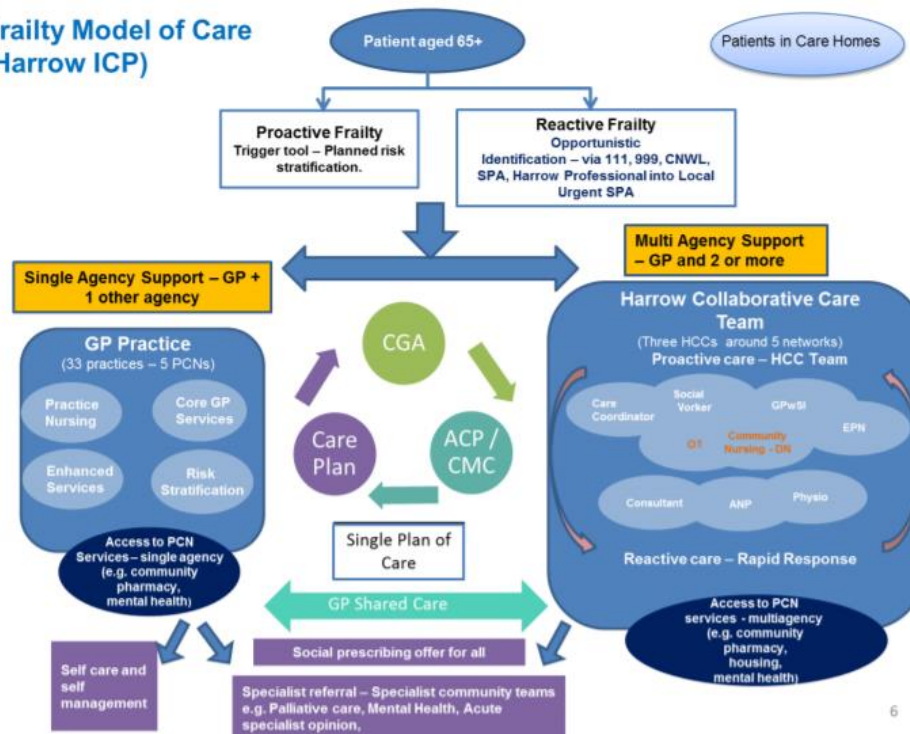 railty Model of Care
Harrow ICP)
Patient aged 65+
Patients in Care Homes
Proactive Frailty
Trigger tool – Planned risk
stratification.
Reactive Frailty
Opportunistic
Identification – via 111, 999, CNWL,
SPA, Harrow Professional into Local
Urgent SPA
Single Agency Support – GP +
1 other agency
Multi Agency Support
– GP and 2 or more
GP Practice
(33 practices – 5 PCNs)
Practice
Nursing
Core GP
Services
Enhanced
Services
Risk
Stratification
Access to PCN
Services – single agency
(e.g. community
pharmacy,
mental health)
CGA
Care
Plan
ACP /
CMC
Single Plan of
Care
GP Shared Care
Harrow Collaborative Care
Team
(Three HCCs around 5 networks)
Proactive care – HCC Team
Care
Coordinator
Social
Vorker
GPwSI
EPN
OT
Community
Nursing - DN
Consultant
ANP
Physio
Reactive care – Rapid Response
Access to PCN
services - multiagency
(e.g. community
pharmacy,
housing,
mental health)
Self care and
self
management
Social prescribing offer for all
Specialist referral – Specialist community teams
e.g. Palliative care, Mental Health, Acute
specialist opinion,
6